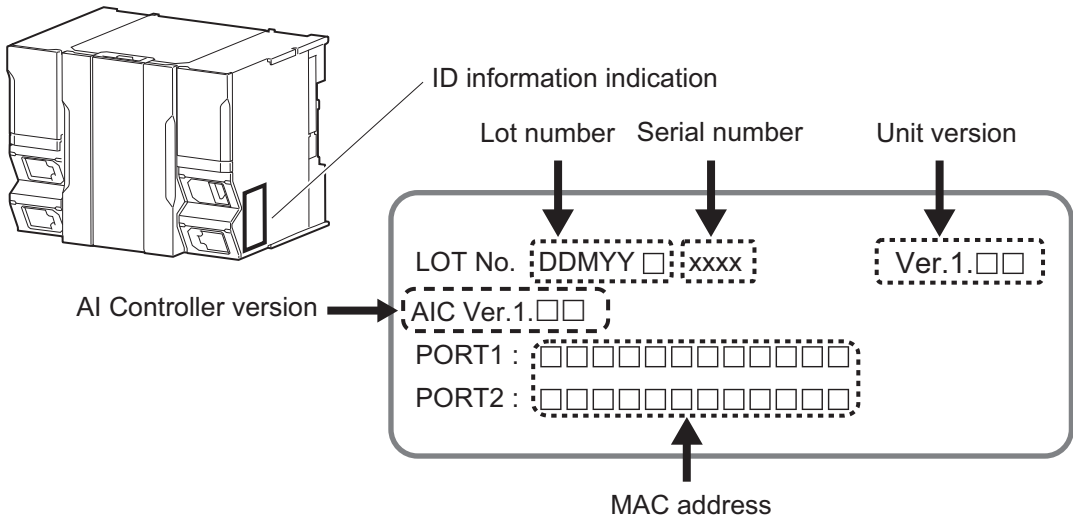 ID information indication
Lot number Serial number Unit version
LOT No. DDMYY □ xxxx Ver.1.□□
AI Controller version
AIC Ver.1.□□
PORT1 : □□□□□□□□□□□□
PORT2 : □□□□□□□□□□□□
MAC address